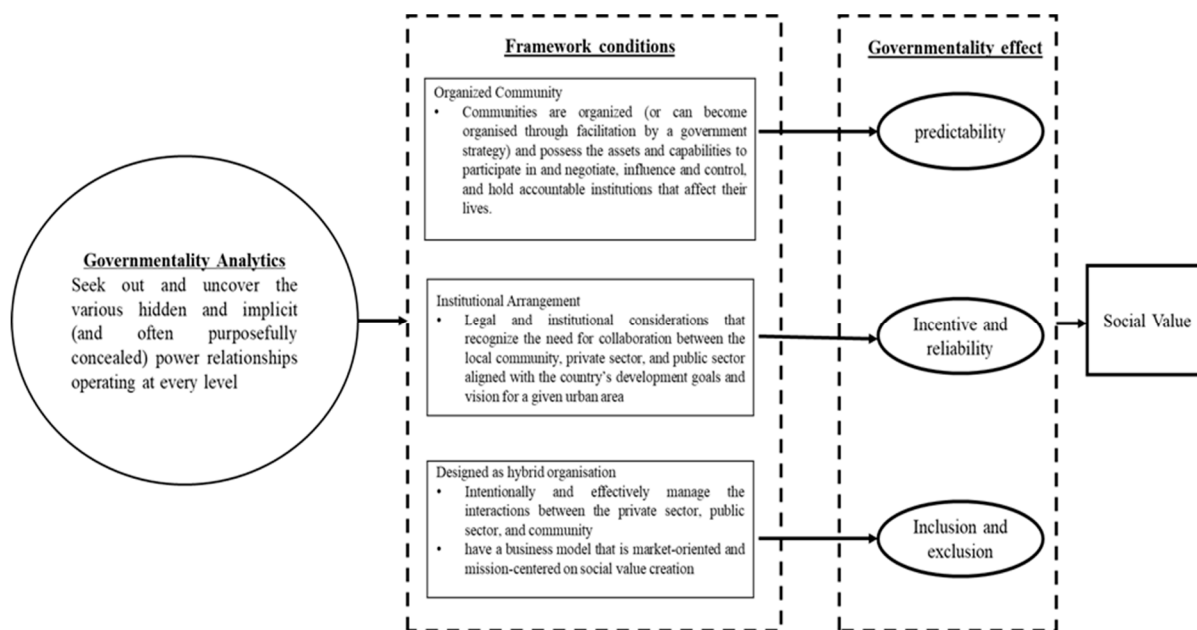 Governmentality Analytics
Seek out and uncover the
various hidden and implicit
(and often purposefully
concealed) power relationships
operating at every level
Framework conditions
Organized Community
• Communities are organized (or can become
organised through facilitation by a government
strategy) and possess the assets and capabilities to
participate in and negotiate, influence and control,
and hold accountable institutions that affect their
lives.
Institutional Arrangement
• Legal and institutional considerations that
recognize the need for collaboration between the
local community, private sector, and public sector
aligned with the country's development goals and
vision for a given urban area
Designed as hybrid organisation
• Intentionally and effectively manage the
interactions between the private sector, public
sector, and community
• have a business model that is market-oriented and
mission-centered on social value creation
Governmentality effect
predictability
Incentive and
reliability
Inclusion and
exclusion
Social Value